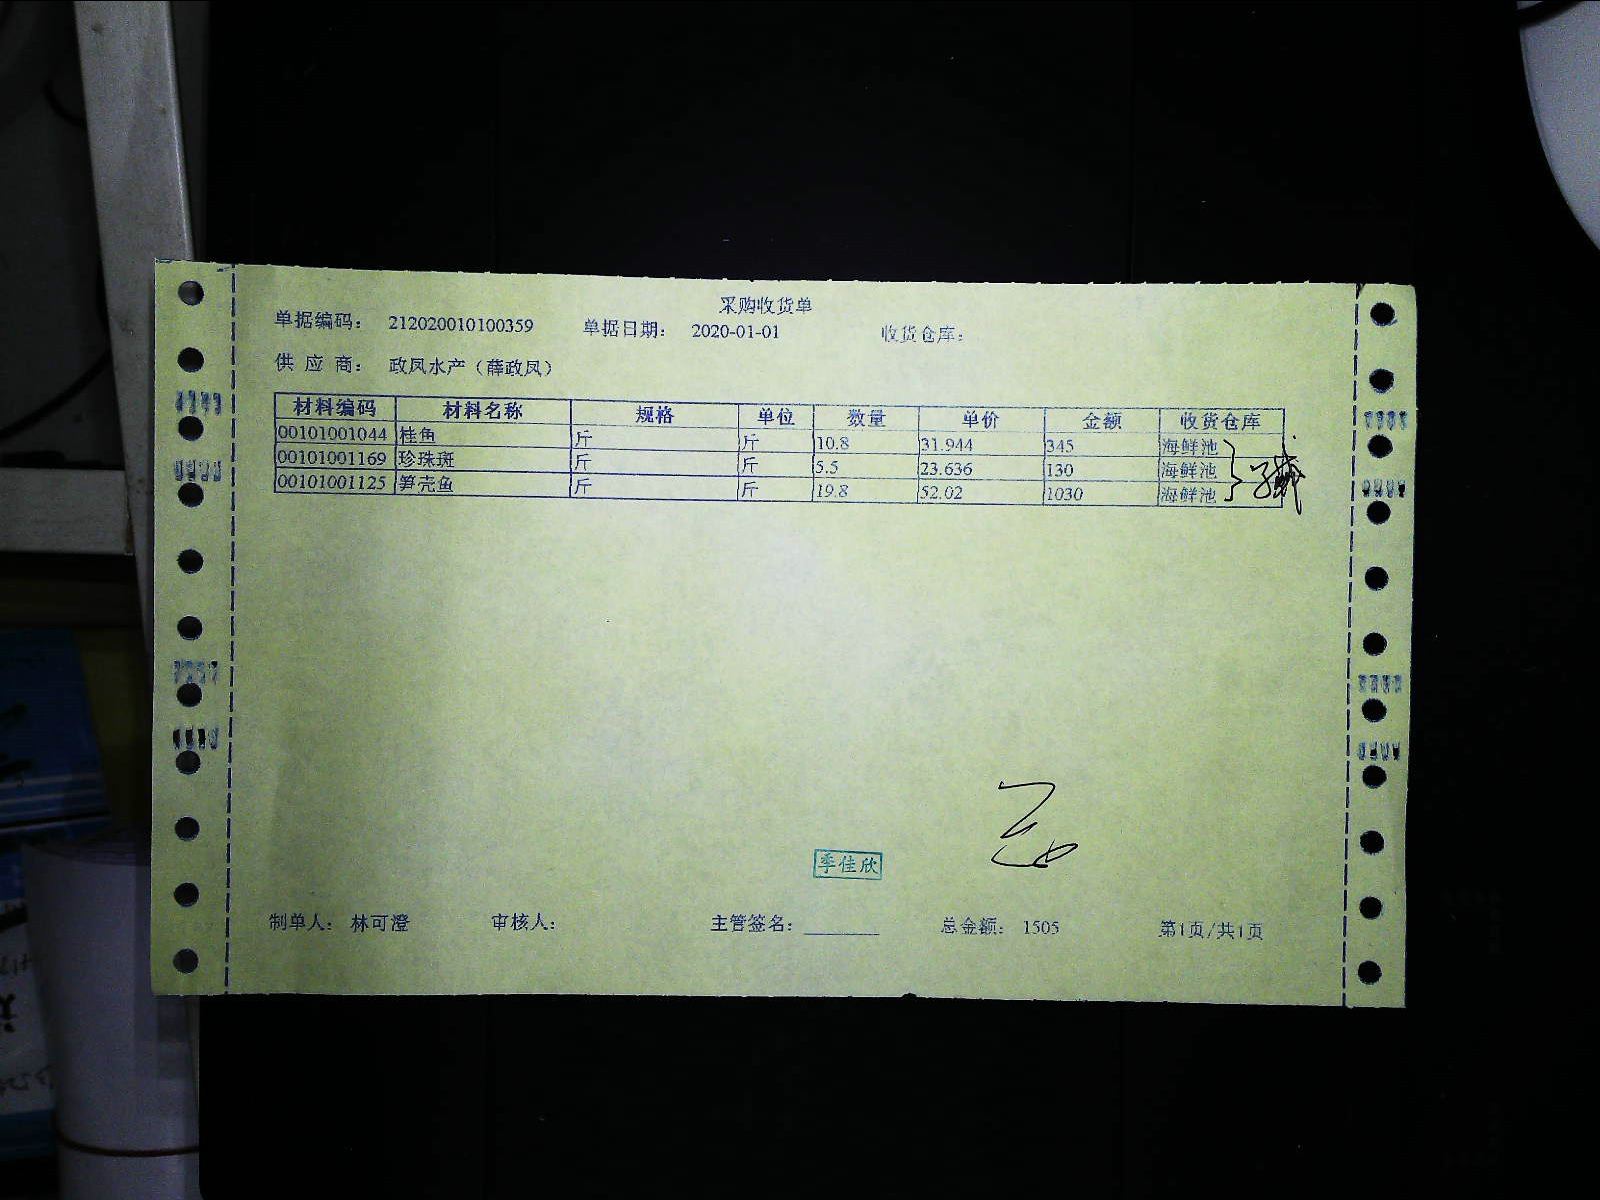 采购收货单
单据编码： 212020010100359 单据日期： 2020-01-01 收货仓库：
供 应 商： 政凤水产（薛政凤）
材料编码 材料名称 规格 单位 数量 单价 金额 收货仓库
00101001044 桂鱼 斤 斤 10.8 31.944 345 海鲜池
00101001169 珍珠斑 斤 斤 5.5 23.636 130 海鲜池
00101001125 笋壳鱼 斤 斤 19.8 52.02 1030 海鲜池
季佳欣
制单人： 林可澄 审核人： 主管签名： 总金额： 1505 第1页/共1页